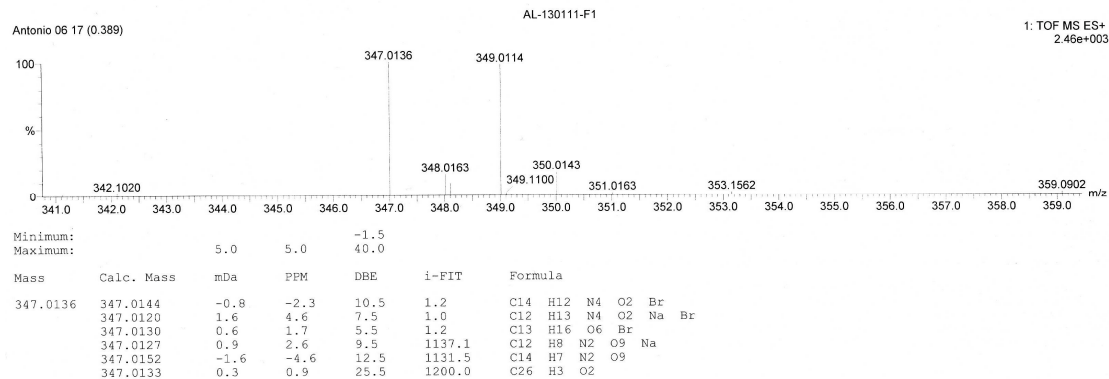 AL-130111-F1
Antonio 06 17 (0.389)
1: TOF MS ES+
2.46e+003
100
347.0136
349.0114
%
348.0163
350.0143
349.1100
342.1020
351.0163
353.1562
359.0902
0
m/z
341.0 342.0 343.0 344.0 345.0 346.0 347.0 348.0 349.0 350.0 351.0 352.0 353.0 354.0 355.0 356.0 357.0 358.0 359.0
Minimum: -1.5
Maximum: 5.0 5.0 40.0
Mass Calc. Mass mDa PPM DBE i-FIT Formula
347.0136 347.0144 -0.8 -2.3 10.5 1.2 C14 H12 N4 O2 Br
347.0120 1.6 4.6 7.5 1.0 C12 H13 N4 O2 Na Br
347.0130 0.6 1.7 5.5 1.2 C13 H16 O6 Br
347.0127 0.9 2.6 9.5 1137.1 C12 H8 N2 O9 Na
347.0152 -1.6 -4.6 12.5 1131.5 C14 H7 N2 O9
347.0133 0.3 0.9 25.5 1200.0 C26 H3 O2